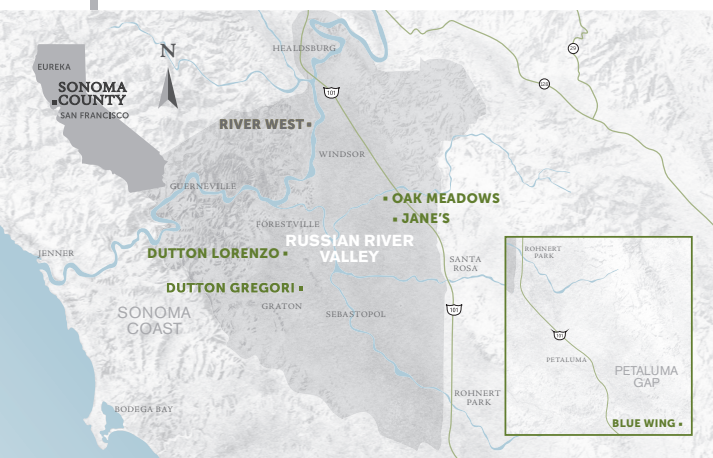 HEALDSBURG
N
29
EUREKA
SONOMA
COUNTY
SAN FRANCISCO
128
101
RIVER WEST
WINDSOR
GUERNEVILLE
OAK MEADOWS
JANE'S
FORESTVILLE
RUSSIAN RIVER
VALLEY
DUTTON LORENZO
JENNER
SANTA
ROSA
ROHNERT
PARK
DUTTON GREGORI
GRATON
SONOMA
COAST
SEBASTOPOL
101
101
PETALUMA
PETALUMA
GAP
ROHNERT
PARK
BODEGA BAY
BLUE WING